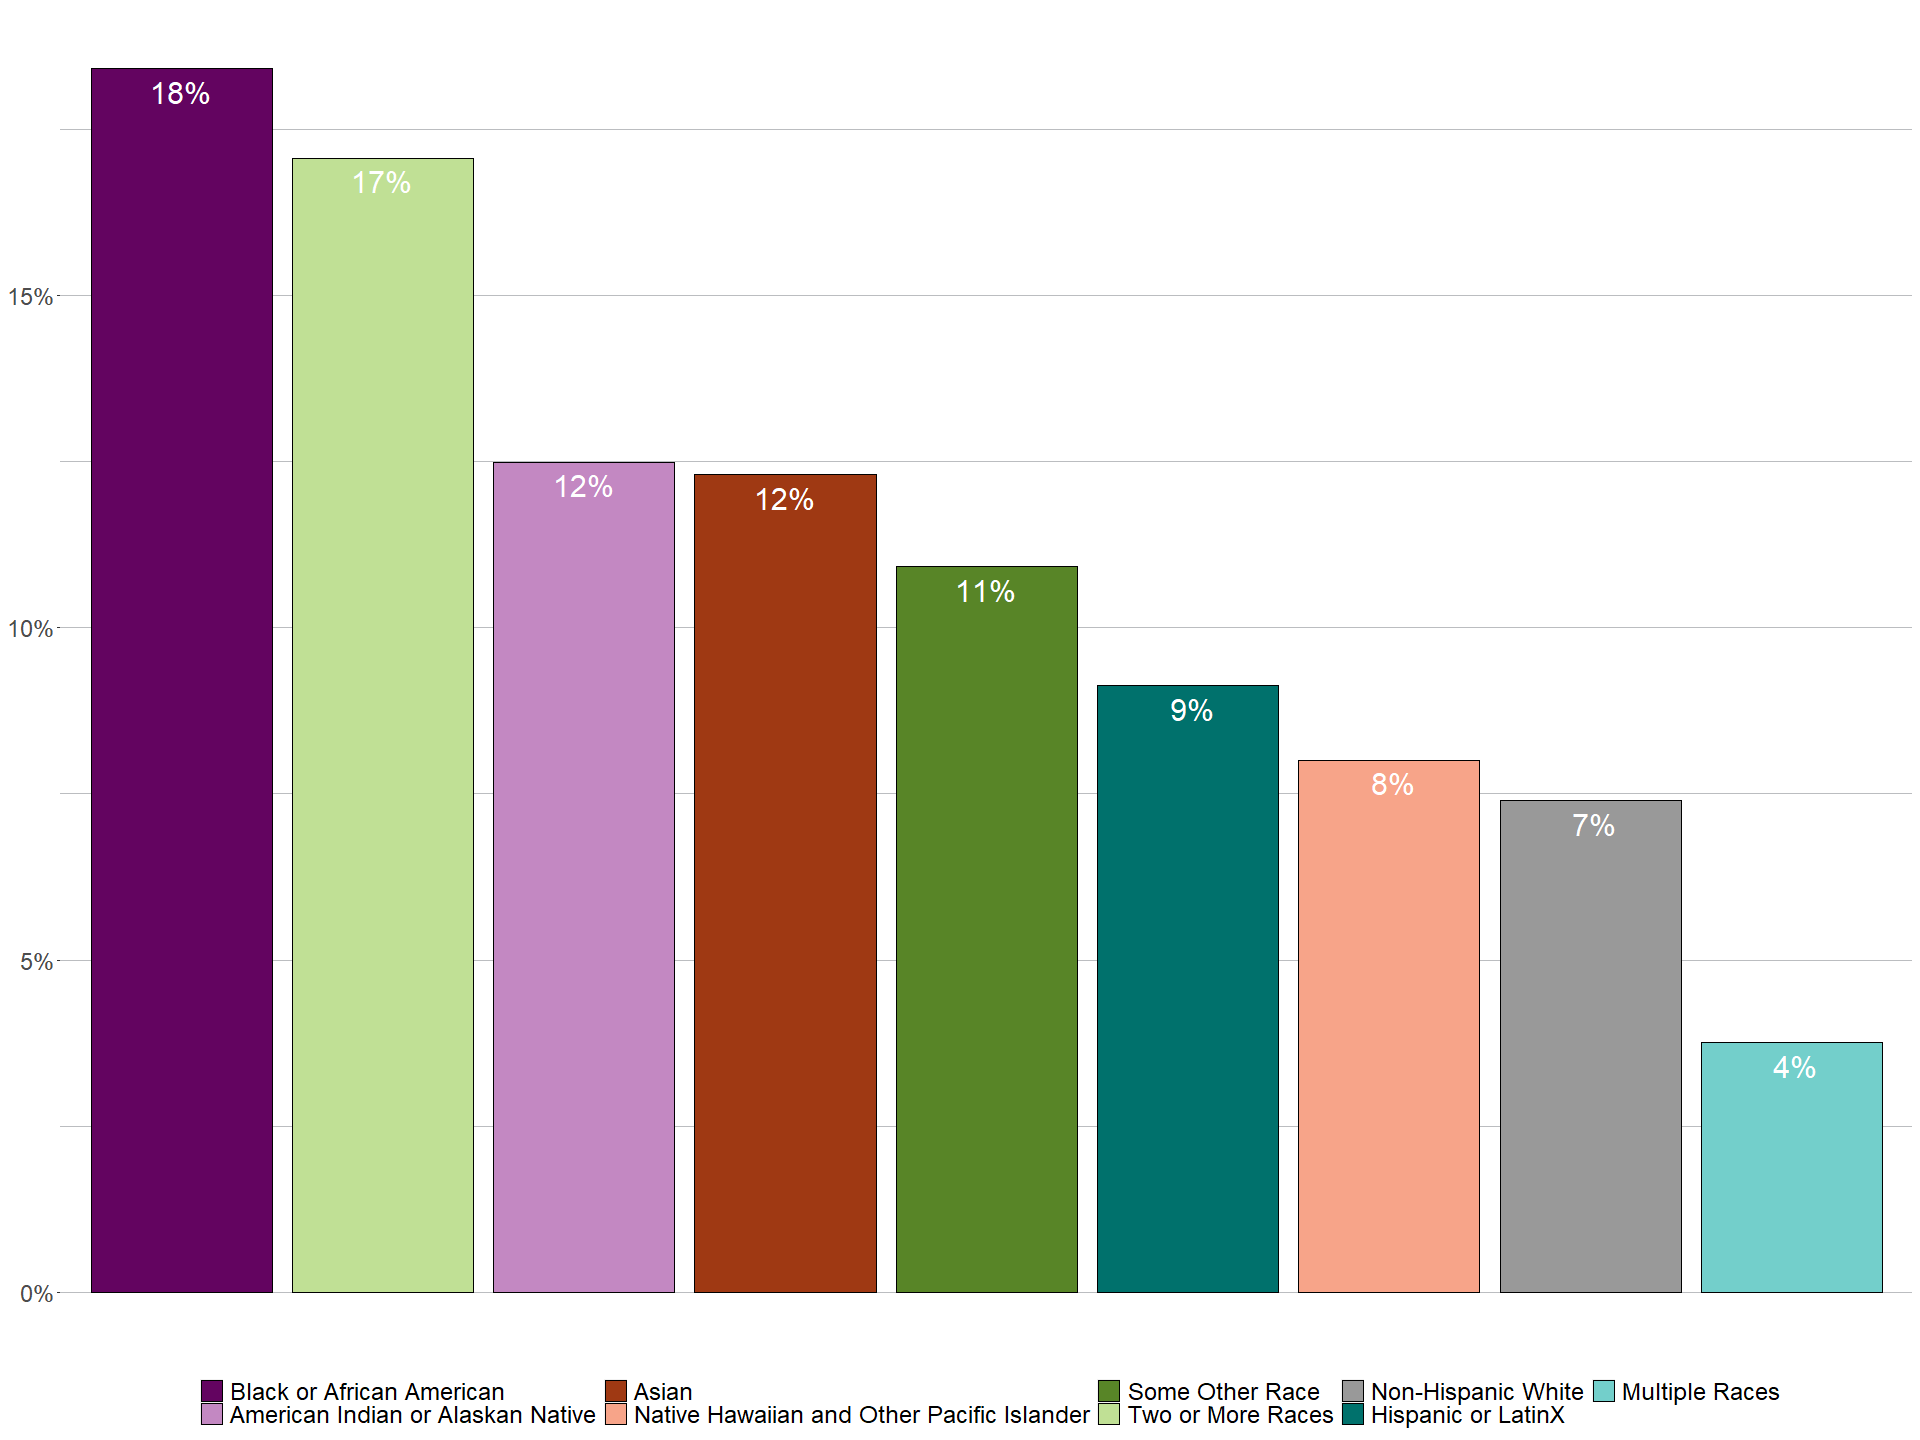 18%
17%
15%
12%
12%
11%
10%
9%
8%
7%
5%
4%
0%
Black or African American
Asian
Some Other Race
Non-Hispanic White
Multiple Races
American Indian or Alaskan Native
Native Hawaiian and Other Pacific Islander
Two or More Races
Hispanic or LatinX